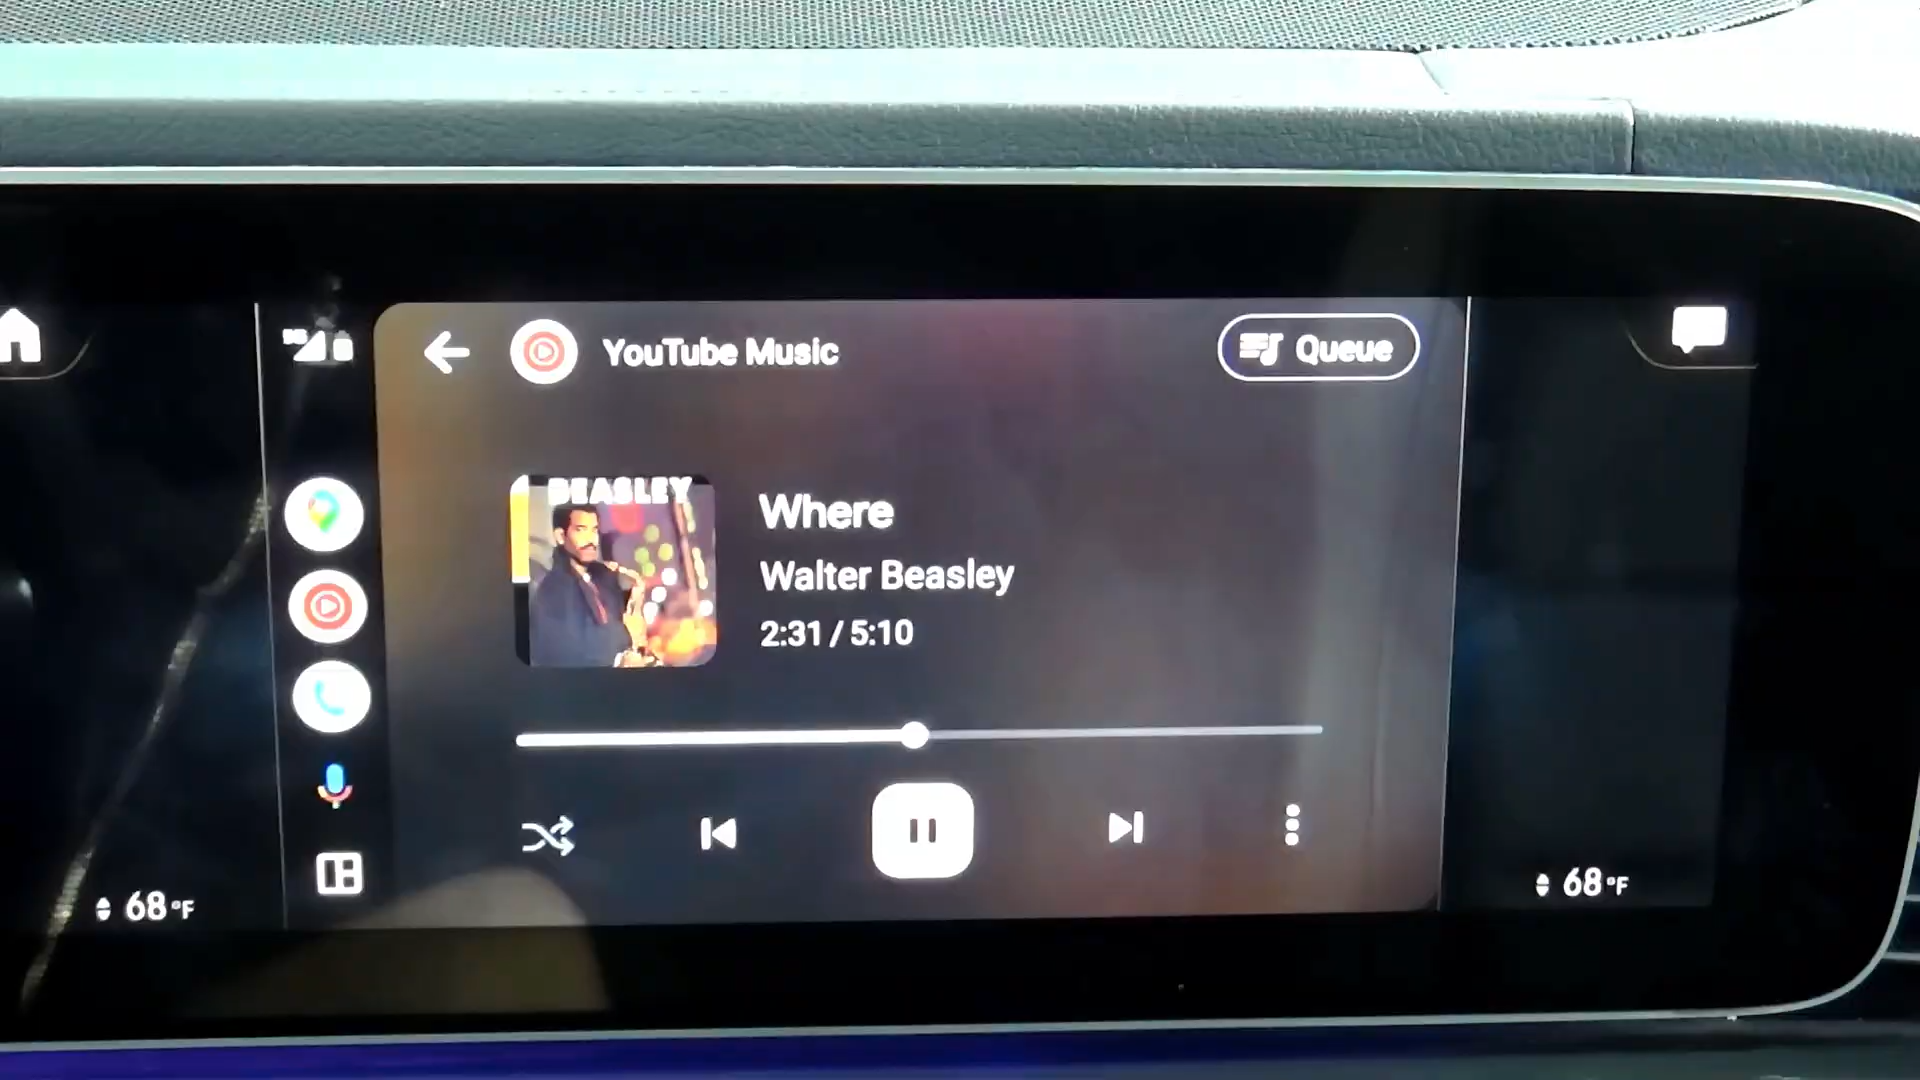 YouTube Music
Queue
BEASLEY
Where
Walter Beasley
2:31 / 5:10
68°F
68°F